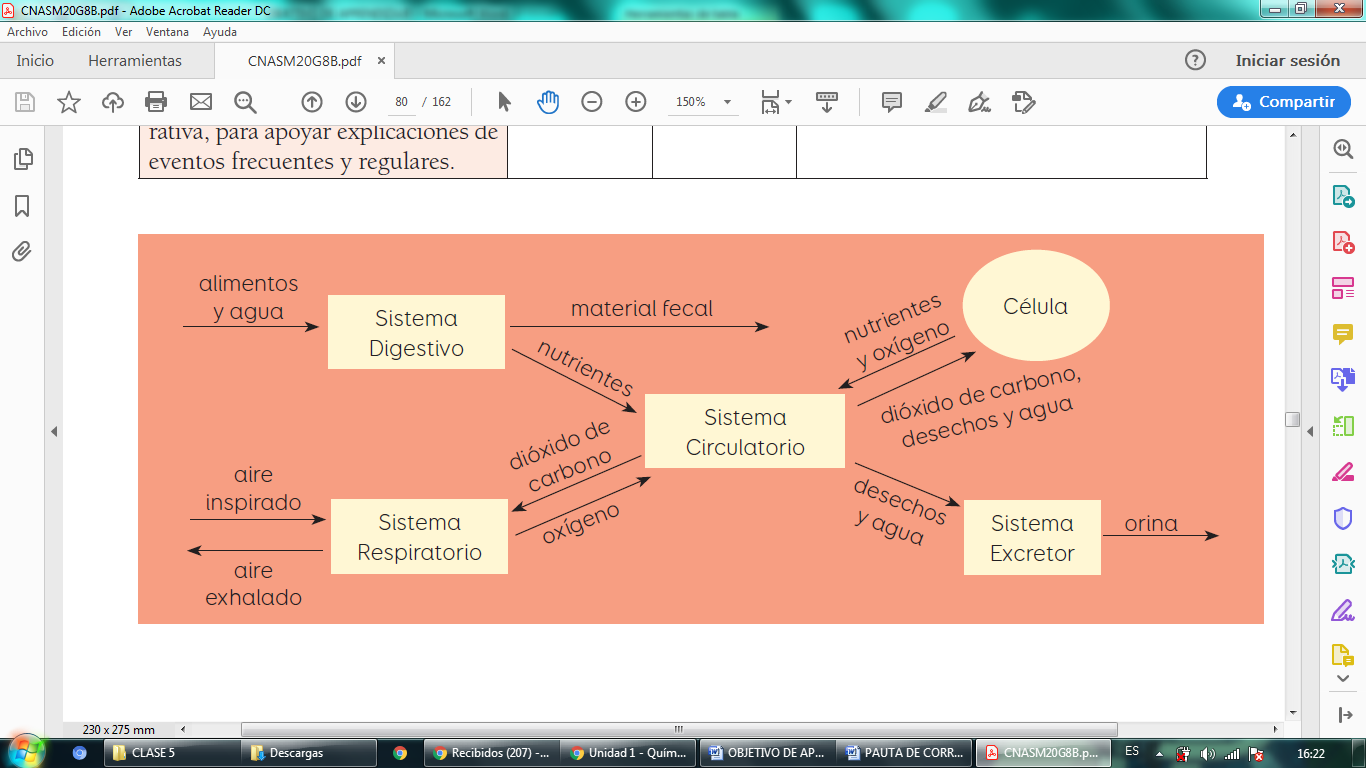 CNASM20G8B.pdf - Adobe Acrobat Reader DC
Archivo Edición Ver Ventana Ayuda
Inicio Herramientas CNASM20G8B.pdf × Iniciar sesión
80 / 162 150% Compartir
rativa, para apoyar explicaciones de
eventos frecuentes y regulares.
alimentos
y agua
Sistema
Digestivo
material fecal
nutrientes
nutrientes
y oxígeno
Célula
Sistema
Circulatorio
dióxido de carbono,
desechos y agua
dióxido de
carbono
oxígeno
aire
inspirado
Sistema
Respiratorio
aire
exhalado
desechos
y agua
Sistema
Excretor
orina
230 x 275 mm
CLASE 5 Descargas Recibidos (207) -... Unidad 1 - Quím... OBJETIVO DE AP... PAUTA DE CORR... CNASM20G8B.p... ES 16:22